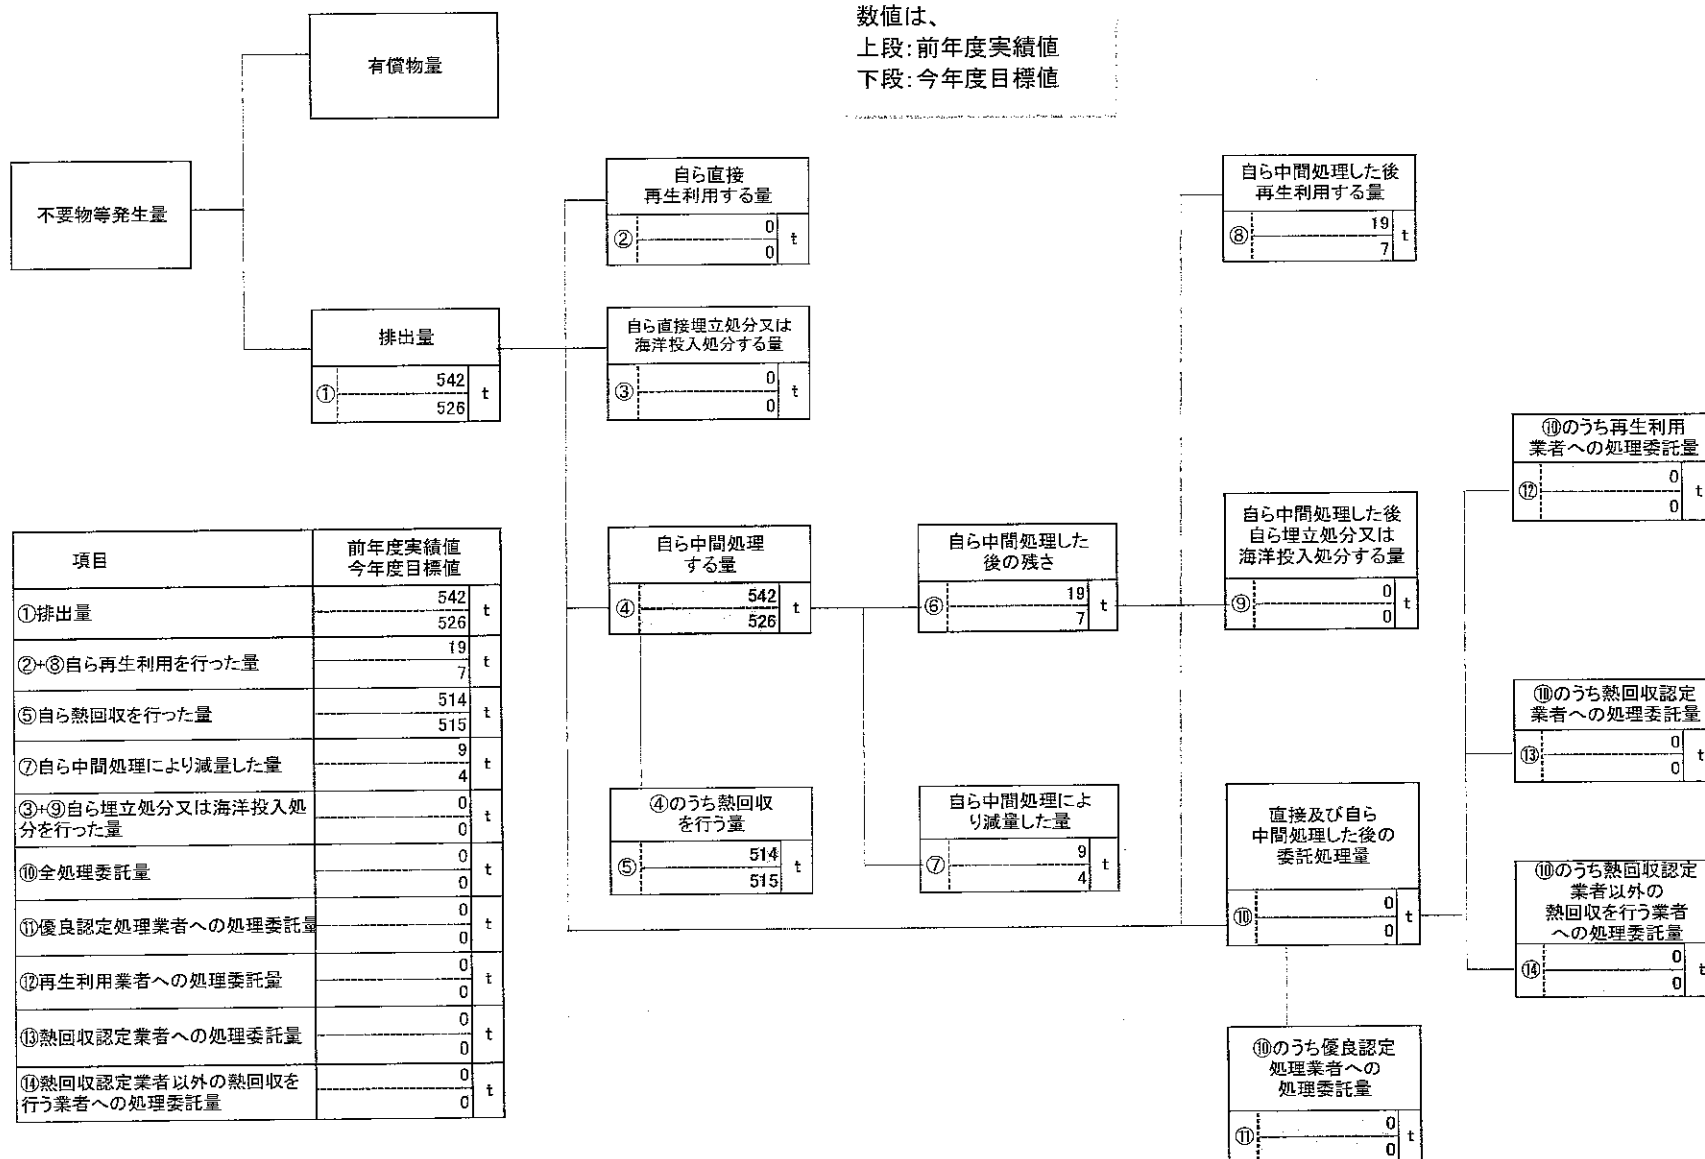 数値は、
上段:前年度実績値
下段:今年度目標値
有償物量
不要物等発生量
排出量
①
542
526
t
自ら直接
再生利用する量
②
0
0
t
自ら直接埋立処分又は
海洋投入処分する量
③
0
0
t
自ら中間処理
する量
④
542
526
t
④のうち熱回収
を行う量
⑤
514
515
t
自ら中間処理した
後の残さ
⑥
19
7
t
自ら中間処理によ
り減量した量
⑦
9
4
t
自ら中間処理した後
再生利用する量
⑧
19
7
t
自ら中間処理した後
自ら埋立処分又は
海洋投入処分する量
⑨
0
0
t
直接及び自ら
中間処理した後の
委託処理量
⑩
0
0
t
⑩のうち優良認定
処理業者への
処理委託量
⑪
0
0
t
⑩のうち再生利用
業者への処理委託量
⑫
0
0
t
⑩のうち熱回収認定
業者への処理委託量
⑬
0
0
t
⑩のうち熱回収認定
業者以外の
熱回収を行う業者
への処理委託量
⑭
0
0
t
項目
前年度実績値
今年度目標値
①排出量
542
526
t
②+⑧自ら再生利用を行った量
19
7
t
⑤自ら熱回収を行った量
514
515
t
⑦自ら中間処理により減量した量
9
4
t
③+⑨自ら埋立処分又は海洋投入処
分を行った量
0
0
t
⑩全処理委託量
0
0
t
⑪優良認定処理業者への処理委託量
0
0
t
⑫再生利用業者への処理委託量
0
0
t
⑬熱回収認定業者への処理委託量
0
0
t
⑭熱回収認定業者以外の熱回収を
行う業者への処理委託量
0
0
t